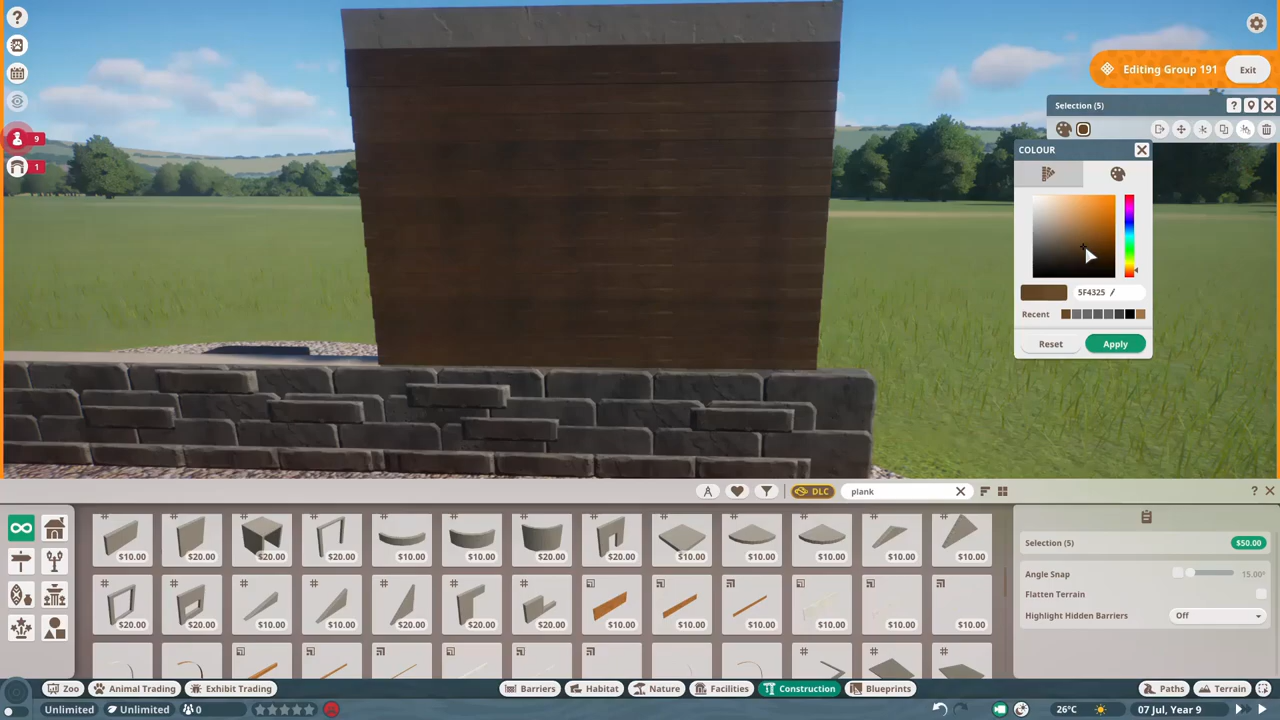 ?
Editing Group 191
Exit
Selection (5)
?
9
1
COLOUR
5F4325
Recent
Reset
Apply
DLC
plank
?
$10.00 $20.00 $20.00 $20.00 $10.00 $10.00 $20.00 $20.00 $10.00 $10.00 $10.00 $10.00 $10.00
Selection (5)
$50.00
Angle Snap
15.00°
Flatten Terrain
$20.00 $20.00 $10.00 $10.00 $10.00 $20.00 $20.00 $10.00 $10.00 $10.00 $10.00 $10.00 $10.00
Highlight Hidden Barriers
Off
Zoo
Animal Trading
Exhibit Trading
Barriers
Habitat
Nature
Facilities
Construction
Blueprints
Paths
Terrain
Unlimited
Unlimited
0
26°C
07 Jul, Year 9